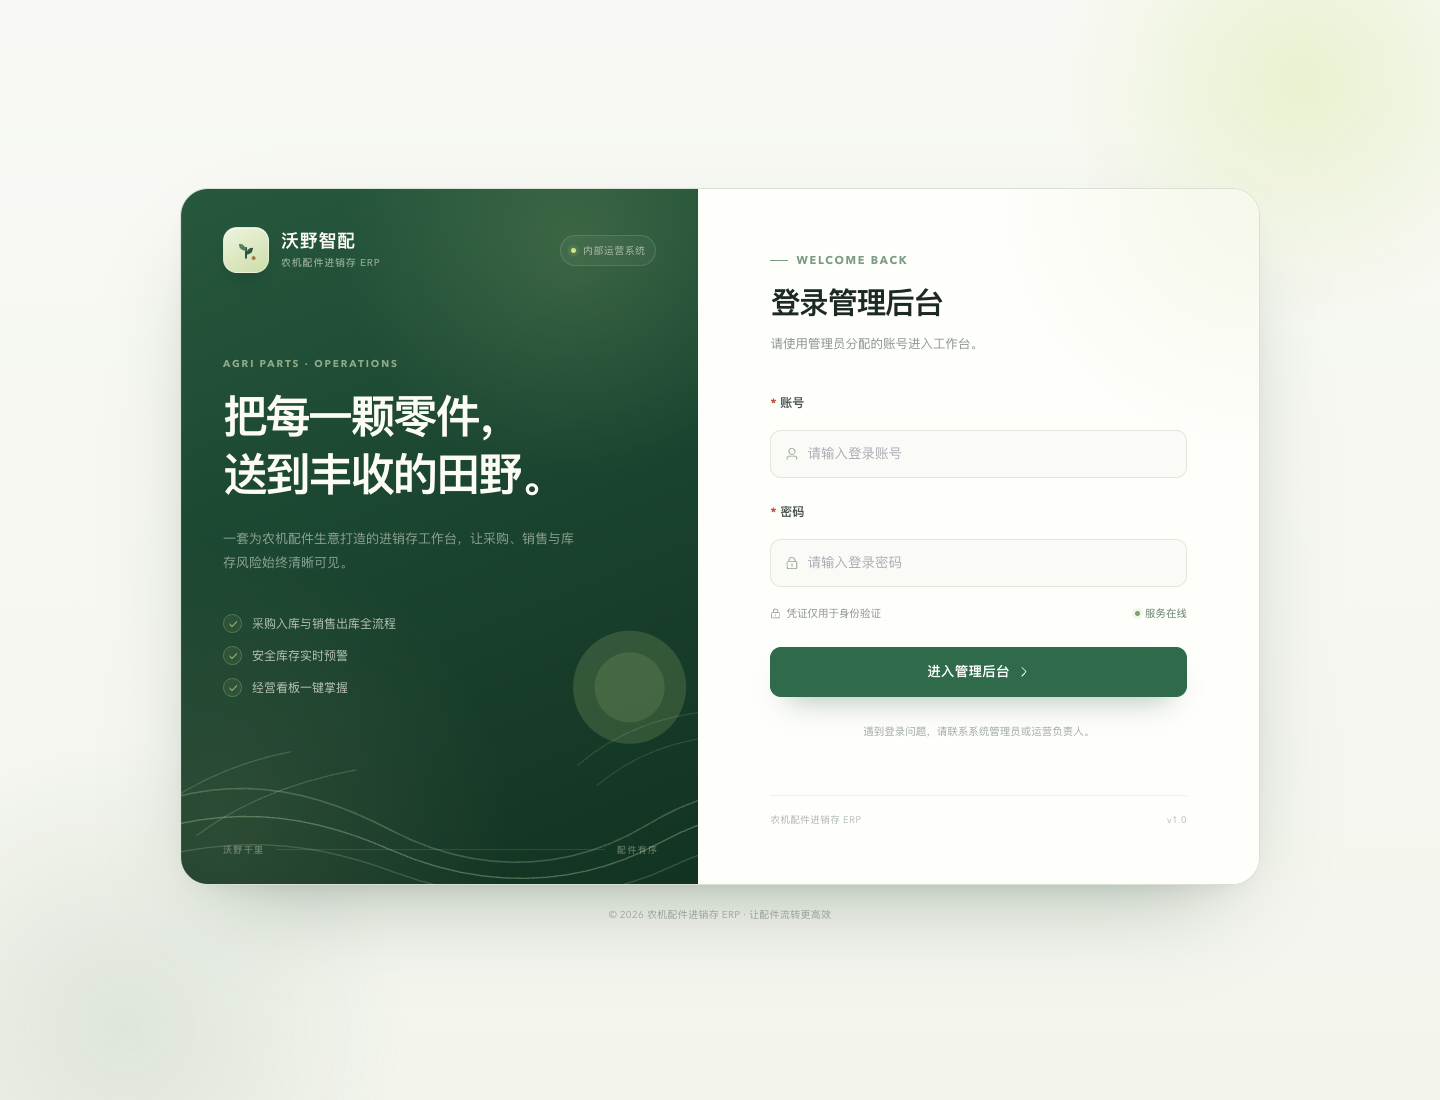 沃野智配
农机配件进销存 ERP
内部运营系统
AGRI PARTS · OPERATIONS
把每一颗零件，
送到丰收的田野。
一套为农机配件生意打造的进销存工作台，让采购、销售与库
存风险始终清晰可见。
采购入库与销售出库全流程
安全库存实时预警
经营看板一键掌握
沃野千里
配件有序
WELCOME BACK
登录管理后台
请使用管理员分配的账号进入工作台。
* 账号
请输入登录账号
* 密码
请输入登录密码
凭证仅用于身份验证
服务在线
进入管理后台
遇到登录问题，请联系系统管理员或运营负责人。
农机配件进销存 ERP
v1.0
© 2026 农机配件进销存 ERP · 让配件流转更高效